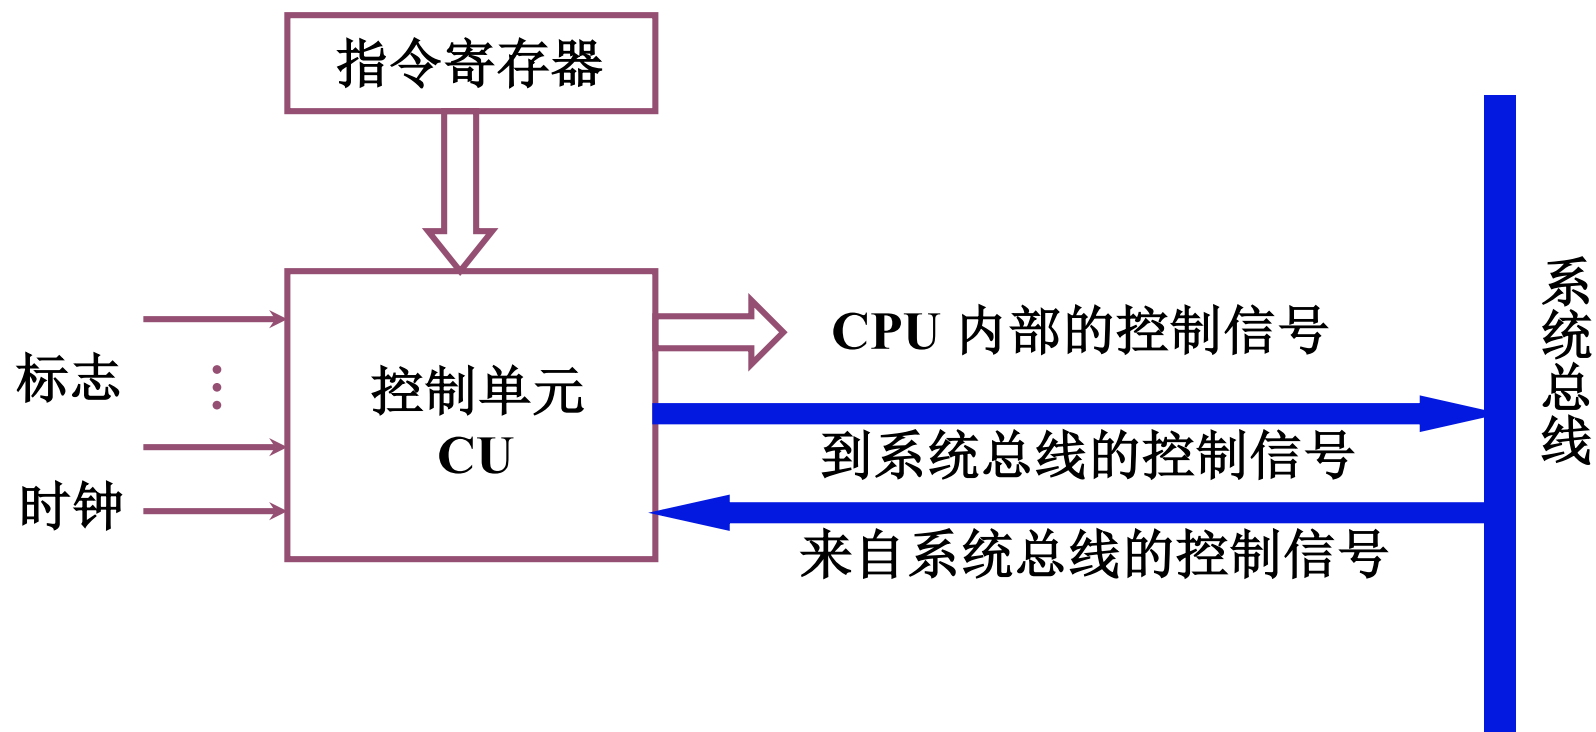 指令寄存器
标志
时钟
控制单元
CU
CPU 内部的控制信号
到系统总线的控制信号
来自系统总线的控制信号
系统总线